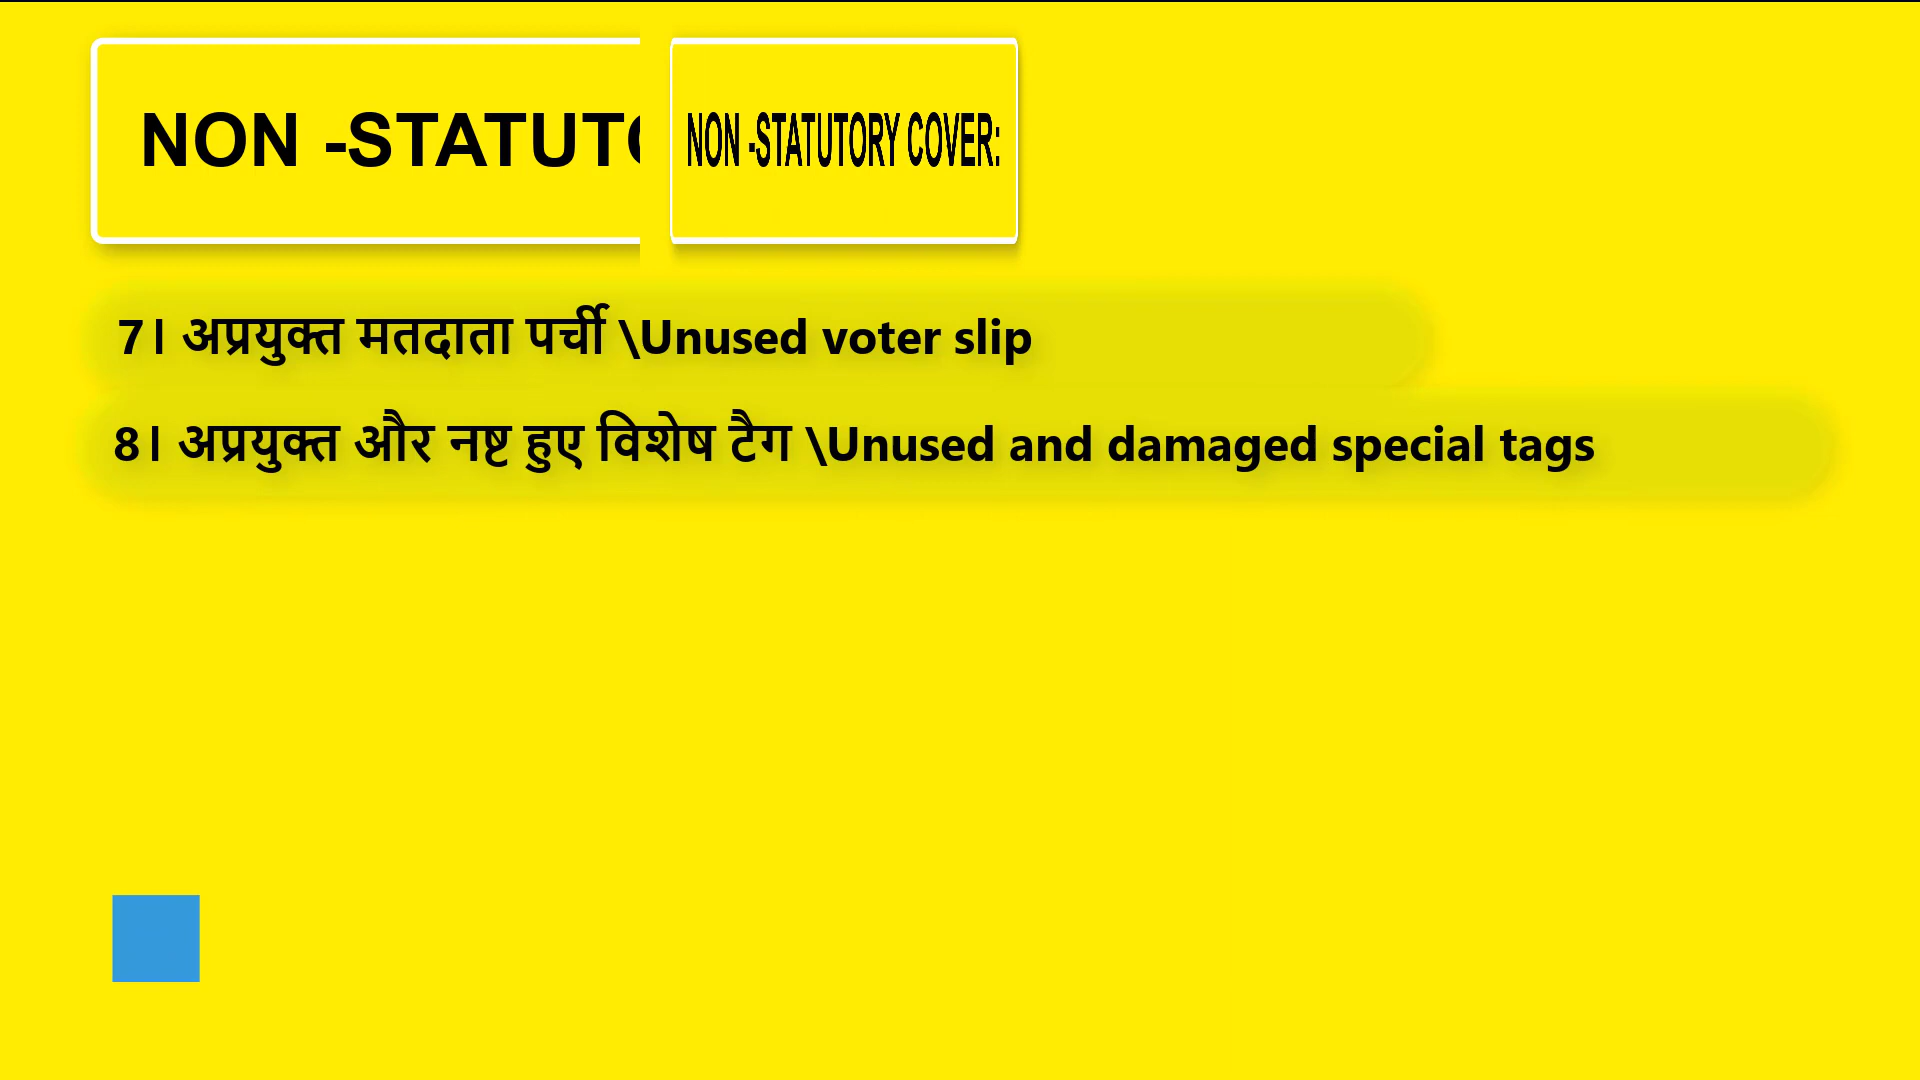 NON -STATUTO
NON -STATUTORY COVER:
7। अप्रयुक्त मतदाता पर्ची \Unused voter slip
8। अप्रयुक्त और नष्ट हुए विशेष टैग \Unused and damaged special tags